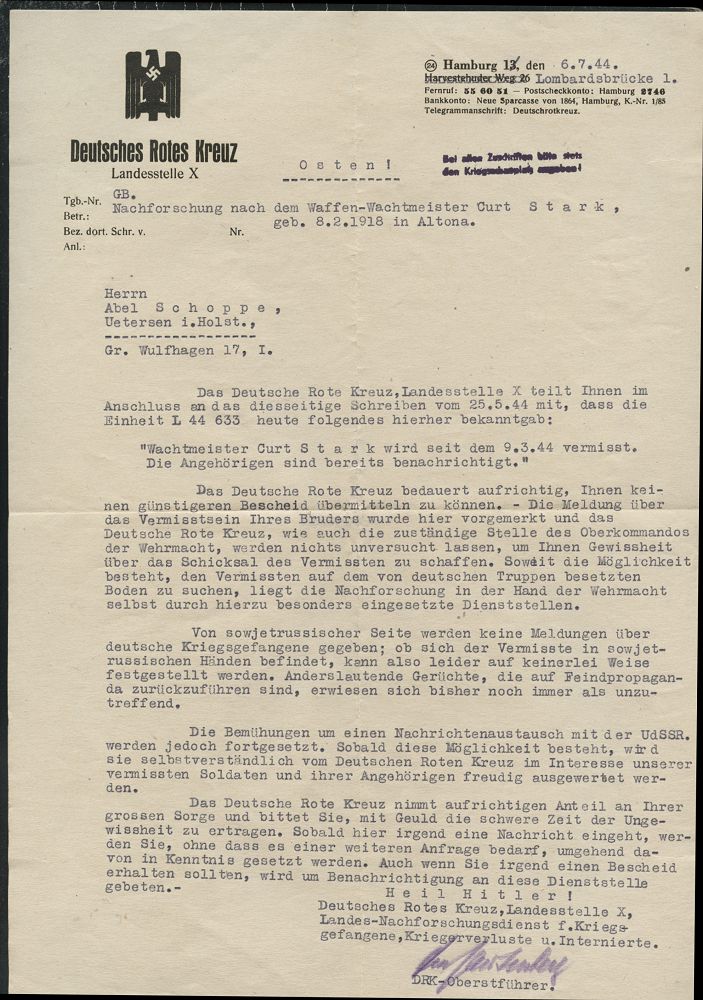 ㉔ Hamburg 13, den 6.7.44.
Harvestehuder Weg 26 Lombardsbrücke 1.
Fernruf: 55 60 51 — Postscheckkonto: Hamburg 2746
Bankkonto: Neue Sparcasse von 1864, Hamburg, K.-Nr. 1/85
Telegrammanschrift: Deutschrotkreuz.
Deutsches Rotes Kreuz
Landesstelle X
Osten!
Bei allen Zuschriften bitte stets
den Kriegsschauplatz angeben!
Tgb.-Nr. GB.
Betr.: Nachforschung nach dem Waffen-Wachtmeister Curt S t a r k ,
geb. 8.2.1918 in Altona.
Bez. dort. Schr. v. Nr.
Anl.:
Herrn
Abel S c h o p p e ,
Uetersen i.Holst.,
Gr. Wulfhagen 17, I.
Das Deutsche Rote Kreuz,Landesstelle X teilt Ihnen im
Anschluss an das diesseitige Schreiben vom 25.5.44 mit, dass die
Einheit L 44 633 heute folgendes hierher bekanntgab:
"Wachtmeister Curt S t a r k wird seit dem 9.3.44 vermisst.
Die Angehörigen sind bereits benachrichtigt."
Das Deutsche Rote Kreuz bedauert aufrichtig, Ihnen kei-
nen günstigeren Bescheid übermitteln zu können. - Die Meldung über
das Vermisstsein Ihres Bruders wurde hier vorgemerkt und das
Deutsche Rote Kreuz, wie auch die zuständige Stelle des Oberkommandos
der Wehrmacht, werden nichts unversucht lassen, um Ihnen Gewissheit
über das Schicksal des Vermissten zu schaffen. Soweit die Möglichkeit
besteht, den Vermissten auf dem von deutschen Truppen besetzten
Boden zu suchen, liegt die Nachforschung in der Hand der Wehrmacht
selbst durch hierzu besonders eingesetzte Dienststellen.
Von sowjetrussischer Seite werden keine Meldungen über
deutsche Kriegsgefangene gegeben; ob sich der Vermisste in sowjet-
russischen Händen befindet, kann also leider auf keinerlei Weise
festgestellt werden. Anderslautende Gerüchte, die auf Feindpropagan-
da zurückzuführen sind, erwiesen sich bisher noch immer als unzu-
treffend.
Die Bemühungen um einen Nachrichtenaustausch mit der UdSSR.
werden jedoch fortgesetzt. Sobald diese Möglichkeit besteht, wird
sie selbstverständlich vom Deutschen Roten Kreuz im Interesse unserer
vermissten Soldaten und ihrer Angehörigen freudig ausgewertet wer-
den.
Das Deutsche Rote Kreuz nimmt aufrichtigen Anteil an Ihrer
grossen Sorge und bittet Sie, mit Geuld die schwere Zeit der Unge-
wissheit zu ertragen. Sobald hier irgend eine Nachricht eingeht, wer-
den Sie, ohne dass es einer weiteren Anfrage bedarf, umgehend da-
von in Kenntnis gesetzt werden. Auch wenn Sie irgend einen Bescheid
erhalten sollten, wird um Benachrichtigung an diese Dienststelle
gebeten.-
H e i l H i t l e r !
Deutsches Rotes Kreuz,Landesstelle X,
Landes-Nachforschungsdienst f.Kriegs-
gefangene,Kriegerverluste u.Internierte.
DRK-Oberstführer.